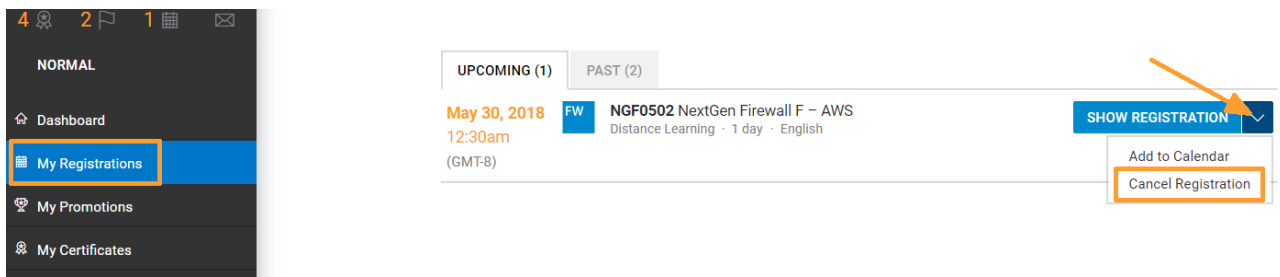 4 2 1
NORMAL
Dashboard
My Registrations
My Promotions
My Certificates
UPCOMING (1) PAST (2)
May 30, 2018 FW NGF0502 NextGen Firewall F – AWS SHOW REGISTRATION
12:30am Distance Learning · 1 day · English
(GMT-8)
Add to Calendar
Cancel Registration